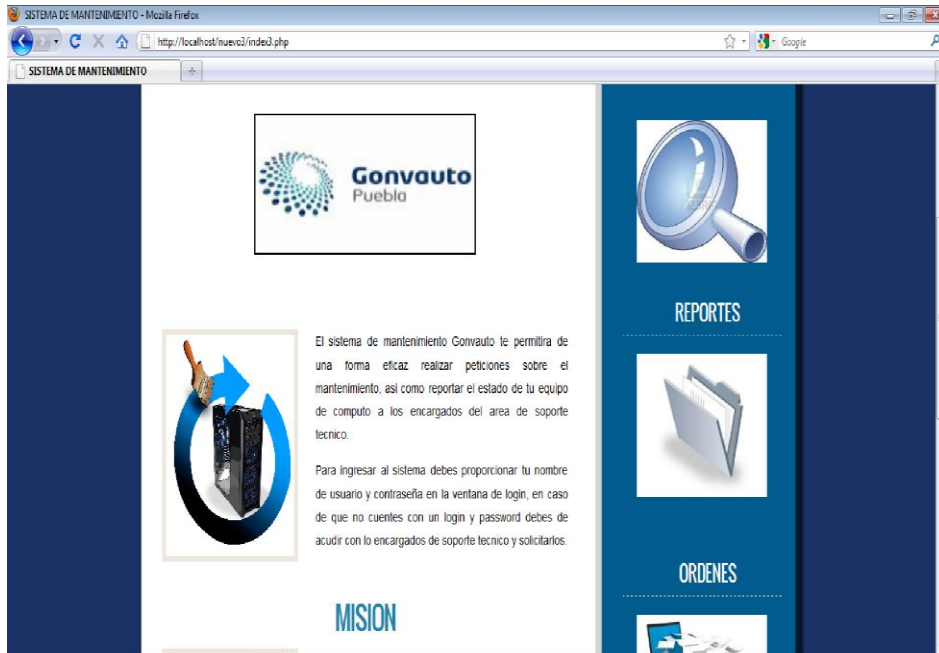 SISTEMA DE MANTENIMIENTO - Mozilla Firefox
http://localhost/nuevo3/index3.php
Google
SISTEMA DE MANTENIMIENTO
Gonvauto
Puebla
El sistema de mantenimiento Gonvauto te permitira de
una forma eficaz realizar peticiones sobre el
mantenimiento, asi como reportar el estado de tu equipo
de computo a los encargados del area de soporte
tecnico.
Para ingresar al sistema debes proporcionar tu nombre
de usuario y contraseña en la ventana de login, en caso
de que no cuentes con un login y password debes de
acudir con lo encargados de soporte tecnico y solicitarlos.
MISION
REPORTES
ORDENES